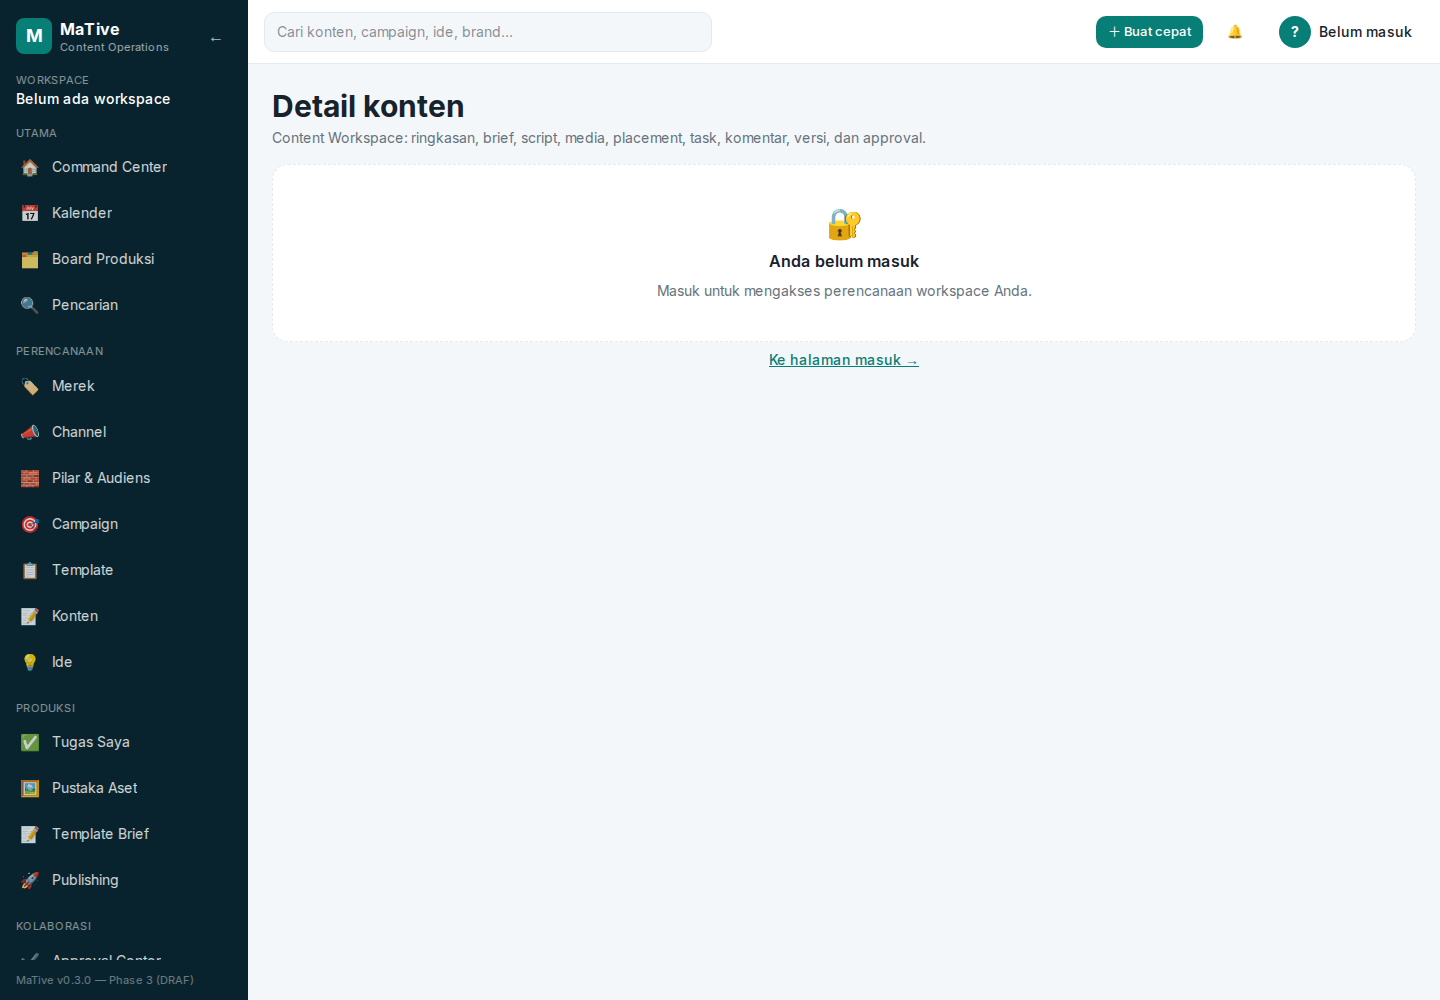 M
MaTive
Content Operations
←
WORKSPACE
Belum ada workspace
UTAMA
Command Center
Kalender
Board Produksi
Pencarian
PERENCANAAN
Merek
Channel
Pilar & Audiens
Campaign
Template
Konten
Ide
PRODUKSI
Tugas Saya
Pustaka Aset
Template Brief
Publishing
KOLABORASI
Approval Center
MaTive v0.3.0 — Phase 3 (DRAF)
Cari konten, campaign, ide, brand...
+ Buat cepat
?
Belum masuk
Detail konten
Content Workspace: ringkasan, brief, script, media, placement, task, komentar, versi, dan approval.
Anda belum masuk
Masuk untuk mengakses perencanaan workspace Anda.
Ke halaman masuk →